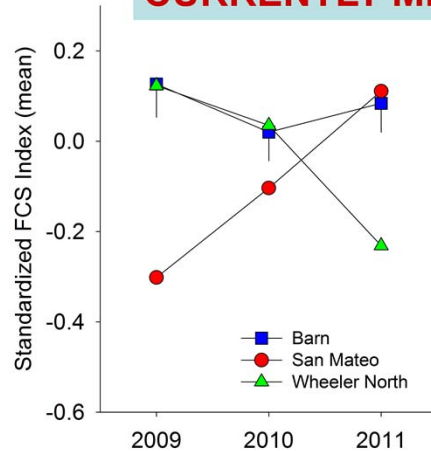 CURRENTLY
Standardized FCS Index (mean)
0.2
0.0
-0.2
-0.4
-0.6
Barn
San Mateo
Wheeler North
2009 2010 2011